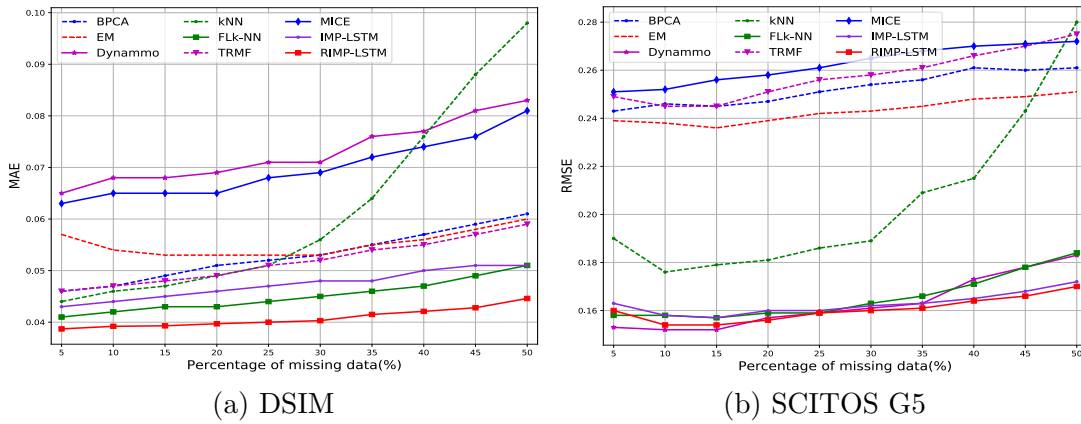 BPCA
EM
Dynammo
kNN
FLk-NN
TRMF
MICE
IMP-LSTM
RIMP-LSTM
0.10
0.09
0.08
0.07
0.06
0.05
0.04
MAE
5 10 15 20 25 30 35 40 45 50
Percentage of missing data(%)
(a) DSIM
BPCA
EM
Dynammo
kNN
FLk-NN
TRMF
MICE
IMP-LSTM
RIMP-LSTM
0.28
0.26
0.24
0.22
0.20
0.18
0.16
RMSE
5 10 15 20 25 30 35 40 45 50
Percentage of missing data(%)
(b) SCITOS G5